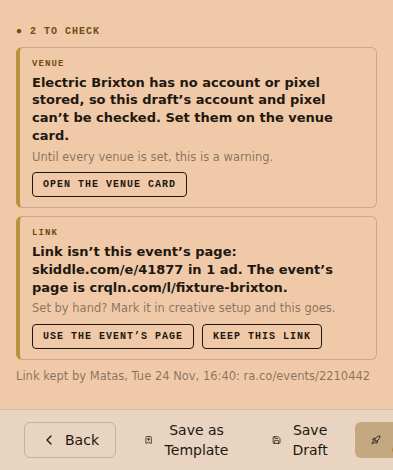 ● 2 TO CHECK
VENUE
Electric Brixton has no account or pixel
stored, so this draft’s account and pixel
can’t be checked. Set them on the venue
card.
Until every venue is set, this is a warning.
OPEN THE VENUE CARD
LINK
Link isn’t this event’s page:
skiddle.com/e/41877 in 1 ad. The event’s
page is crqln.com/l/fixture-brixton.
Set by hand? Mark it in creative setup and this goes.
USE THE EVENT’S PAGE KEEP THIS LINK
Link kept by Matas, Tue 24 Nov, 16:40: ra.co/events/2210442
Back
Save as
Template
Save
Draft